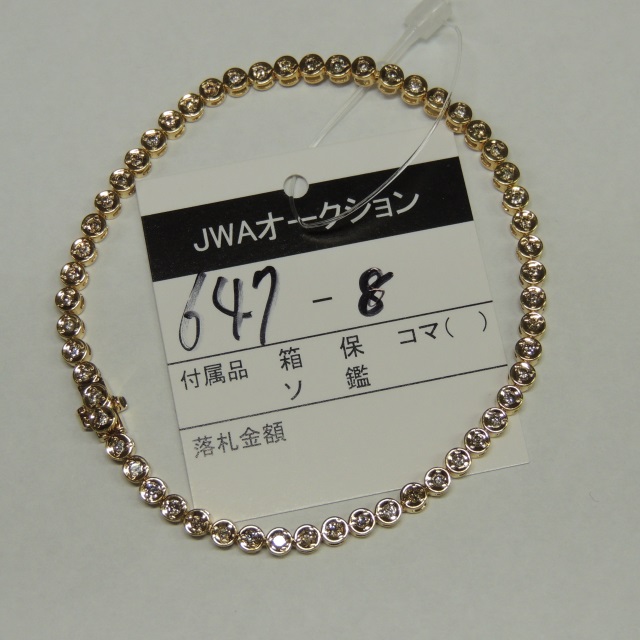 JWAオークション
647-8
付属品 箱 保 コマ( )
ソ 鑑
落札金額